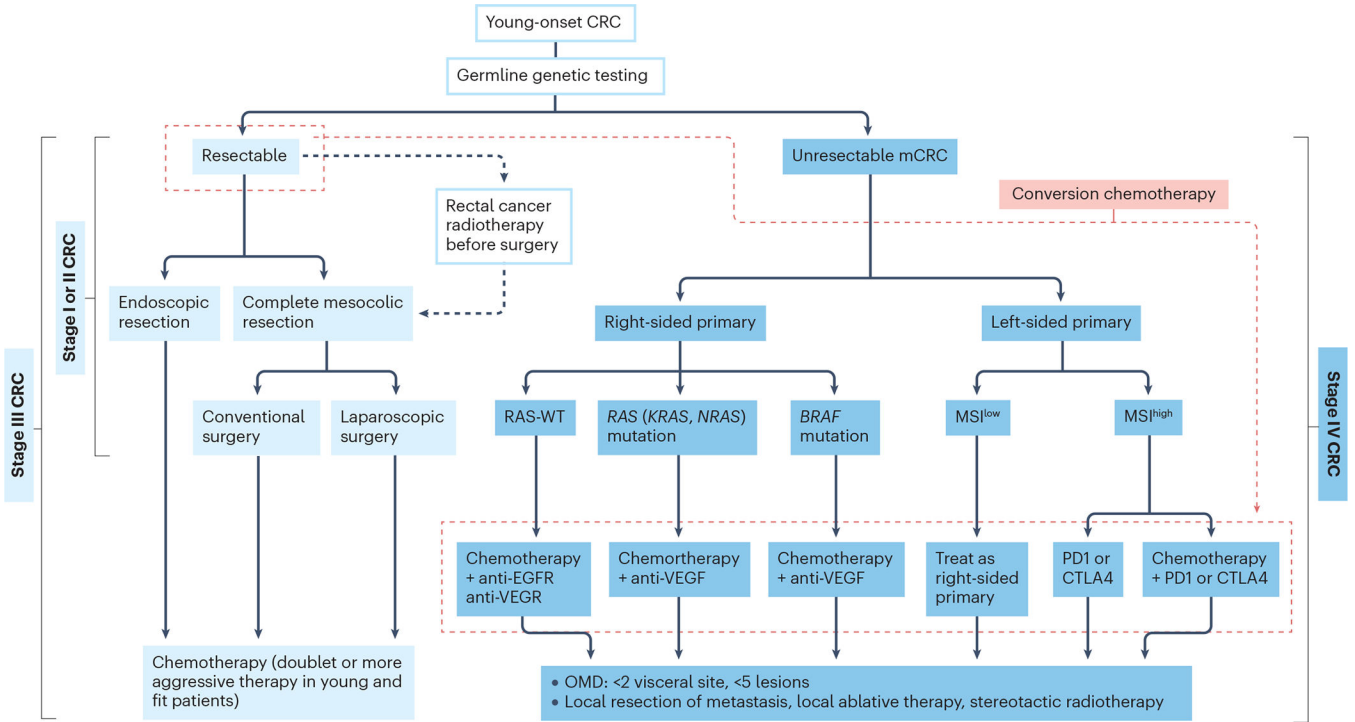 Young-onset CRC
Germline genetic testing
Resectable
Unresectable mCRC
Conversion chemotherapy
Rectal cancer
radiotherapy
before surgery
Stage I or II CRC
Stage III CRC
Stage IV CRC
Endoscopic
resection
Complete mesocolic
resection
Right-sided primary
Left-sided primary
Conventional
surgery
Laparoscopic
surgery
RAS-WT
RAS (KRAS, NRAS)
mutation
BRAF
mutation
MSIlow
MSIhigh
Chemotherapy
+ anti-EGFR
anti-VEGR
Chemortherapy
+ anti-VEGF
Chemotherapy
+ anti-VEGF
Treat as
right-sided
primary
PD1 or
CTLA4
Chemotherapy
+ PD1 or CTLA4
Chemotherapy (doublet or more
aggressive therapy in young and
fit patients)
• OMD: <2 visceral site, <5 lesions
• Local resection of metastasis, local ablative therapy, stereotactic radiotherapy